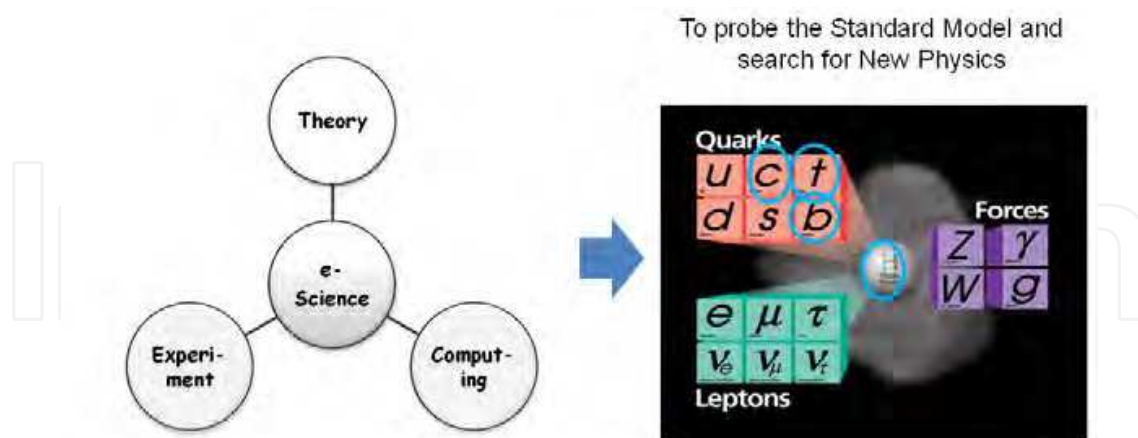 To probe the Standard Model and
search for New Physics
Theory
e-
Science
Experi-
ment
Comput-
ing
Quarks
u c t
d s b
Forces
Z γ
W g
e μ τ
νe νμ ντ
Leptons